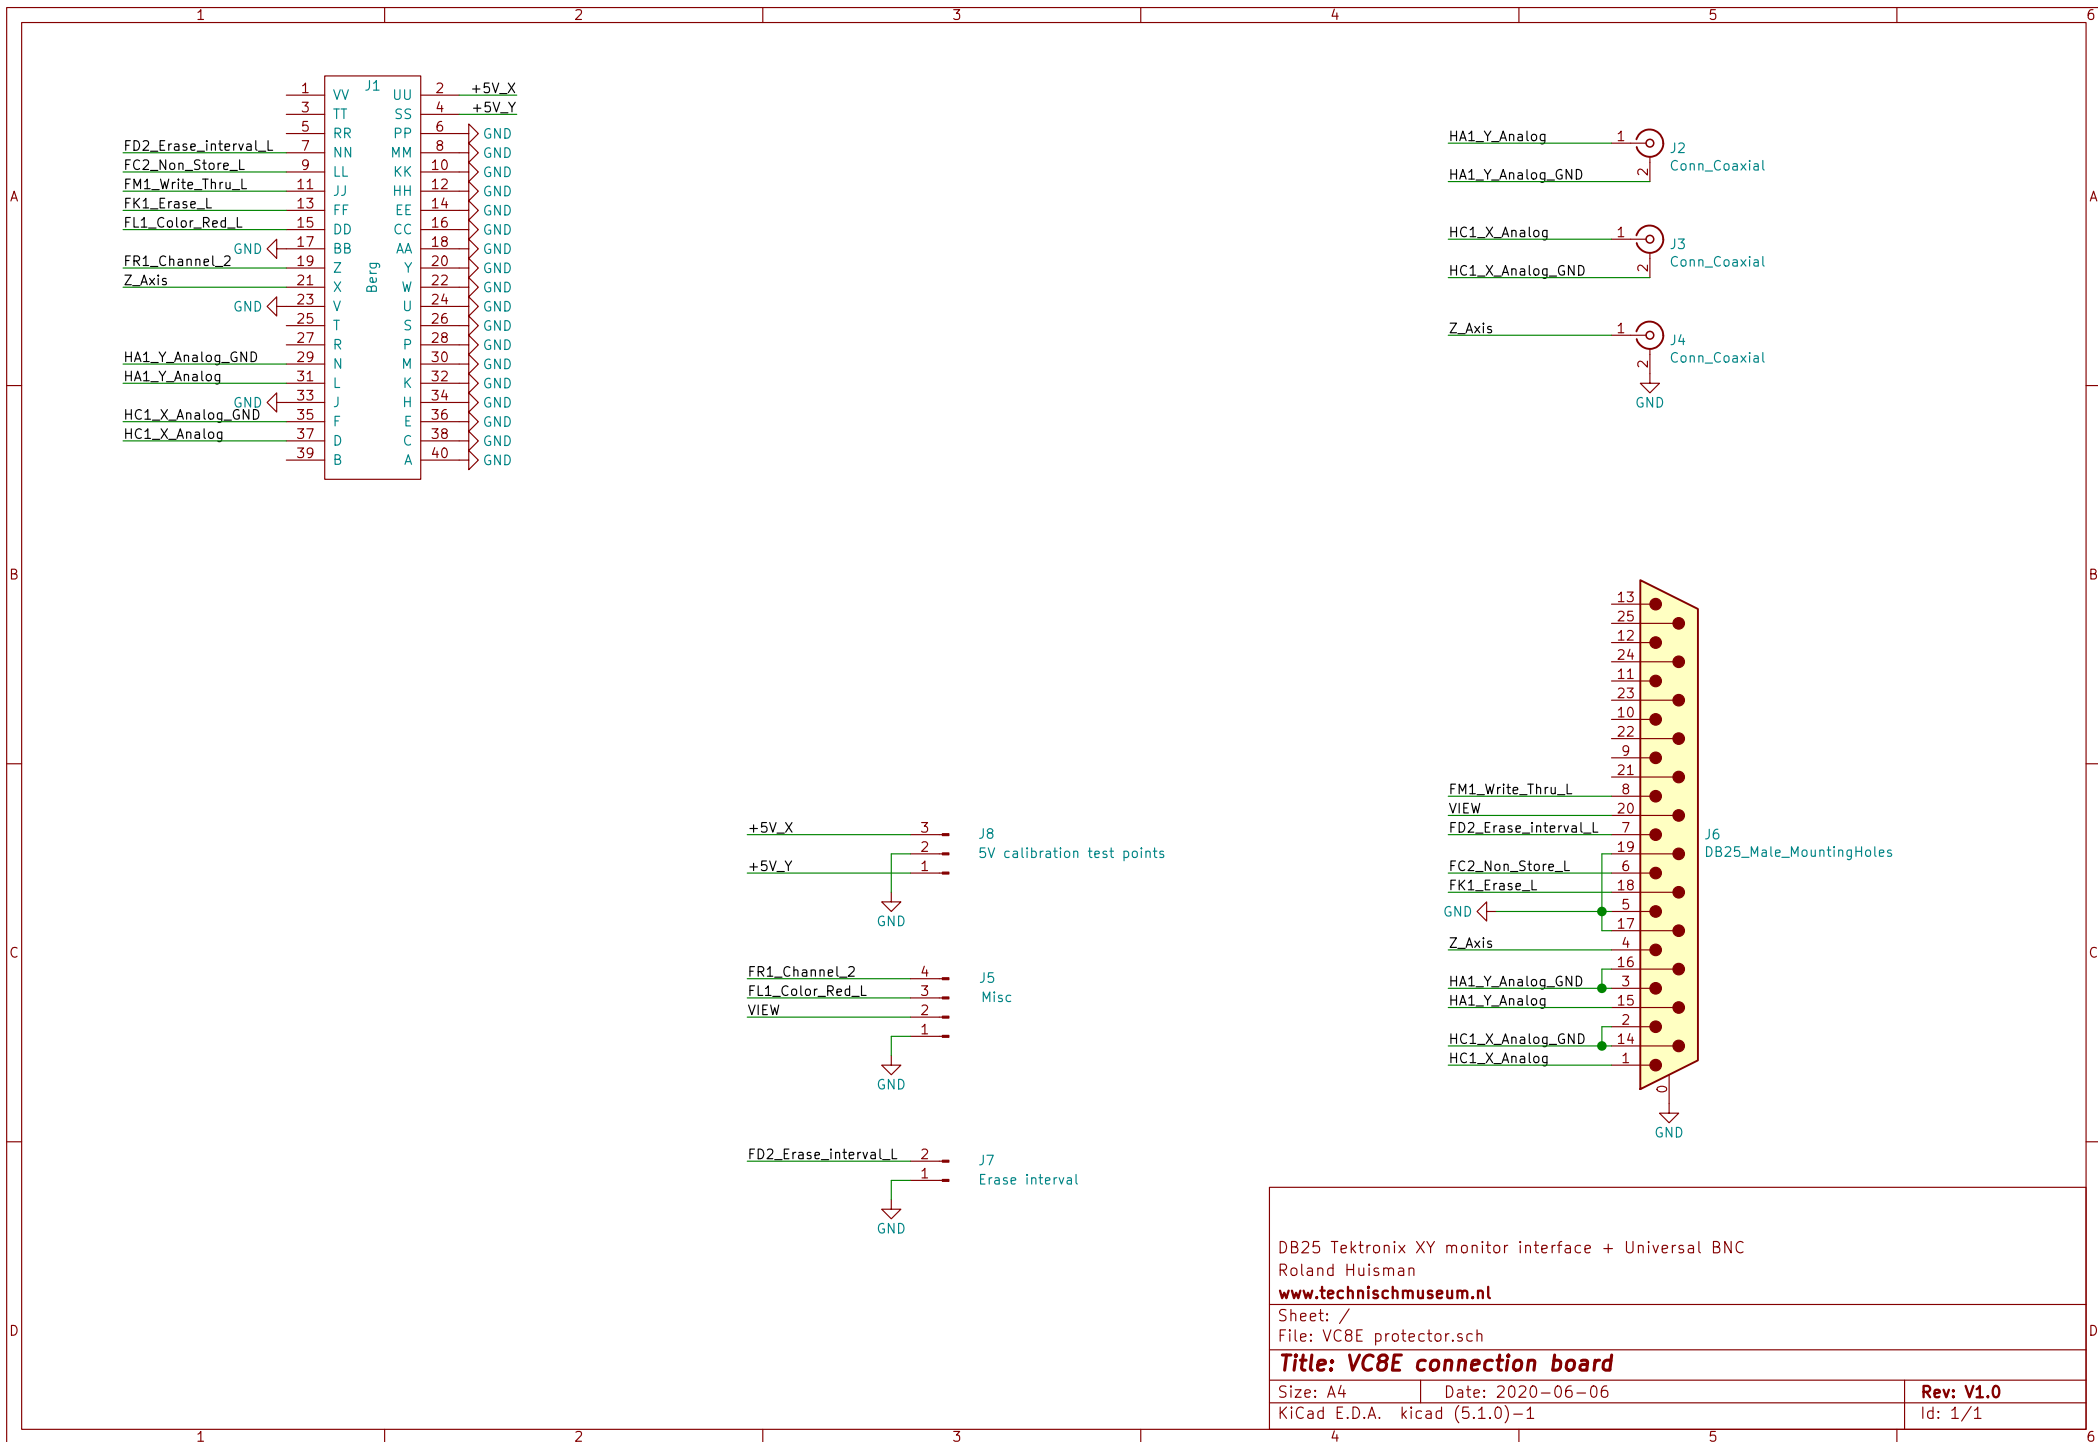 1 2 3 4 5 6
J1
1 VV UU 2 +5V_X
3 TT SS 4 +5V_Y
5 RR PP 6 GND
FD2_Erase_interval_L 7 NN MM 8 GND
FC2_Non_Store_L 9 LL KK 10 GND
FM1_Write_Thru_L 11 JJ HH 12 GND
FK1_Erase_L 13 FF EE 14 GND
FL1_Color_Red_L 15 DD CC 16 GND
GND 17 BB AA 18 GND
FR1_Channel_2 19 Z Y 20 GND
Z_Axis 21 X W 22 GND
GND 23 V U 24 GND
25 T S 26 GND
27 R P 28 GND
HA1_Y_Analog_GND 29 N M 30 GND
HA1_Y_Analog 31 L K 32 GND
GND 33 J H 34 GND
HC1_X_Analog_GND 35 F E 36 GND
HC1_X_Analog 37 D C 38 GND
39 B A 40 GND
Berg
HA1_Y_Analog 1 J2
Conn_Coaxial
HA1_Y_Analog_GND 2
HC1_X_Analog 1 J3
Conn_Coaxial
HC1_X_Analog_GND 2
Z_Axis 1 J4
Conn_Coaxial
2
GND
A A
B B
C C
D D
13
25
12
24
11
23
10
22
9
21
FM1_Write_Thru_L 8
VIEW 20
FD2_Erase_interval_L 7
19
FC2_Non_Store_L 6
FK1_Erase_L 18
GND 5
17
Z_Axis 4
16
HA1_Y_Analog_GND 3
HA1_Y_Analog 15
2
HC1_X_Analog_GND 14
HC1_X_Analog 1
0
GND
J6
DB25_Male_MountingHoles
+5V_X 3 J8
2 5V calibration test points
+5V_Y 1
GND
FR1_Channel_2 4 J5
FL1_Color_Red_L 3 Misc
VIEW 2
1
GND
FD2_Erase_interval_L 2 J7
1 Erase interval
GND
DB25 Tektronix XY monitor interface + Universal BNC
Roland Huisman
www.technischmuseum.nl
Sheet: /
File: VC8E protector.sch
Title: VC8E connection board
Size: A4 Date: 2020-06-06 Rev: V1.0
KiCad E.D.A. kicad (5.1.0)-1 Id: 1/1
1 2 3 4 5 6